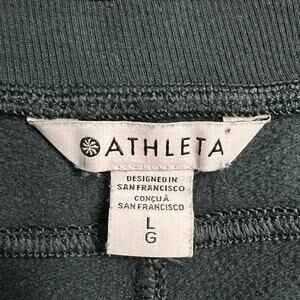 ATHLETA
DESIGNED IN
SAN FRANCISCO
CONÇU À
SAN FRANCISCO
L
G